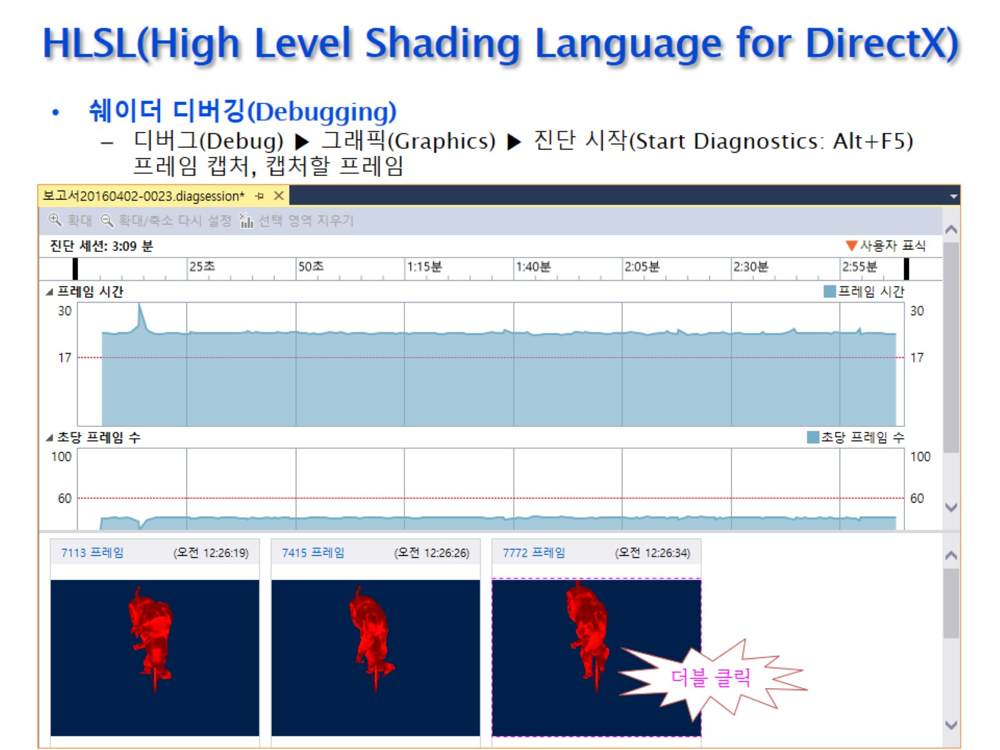 HLSL(High Level Shading Language for DirectX)
• 쉐이더 디버깅(Debugging)
– 디버그(Debug) ▶ 그래픽(Graphics) ▶ 진단 시작(Start Diagnostics: Alt+F5)
프레임 캡처, 캡처할 프레임
보고서20160402-0023.diagsession*
확대 확대/축소 다시 설정 선택 영역 지우기
진단 세션: 3:09 분 사용자 표식
25초 50초 1:15분 1:40분 2:05분 2:30분 2:55분
프레임 시간 프레임 시간
30 30
17 17
초당 프레임 수 초당 프레임 수
100 100
60 60
7113 프레임 (오전 12:26:19) 7415 프레임 (오전 12:26:26) 7772 프레임 (오전 12:26:34)
더블 클릭